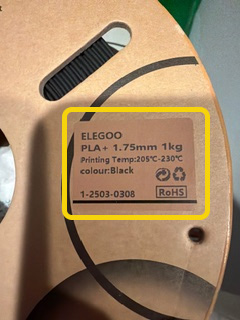 ELEGOO
PLA+ 1.75mm 1kg
Printing Temp:205℃-230℃
colour:Black
1-2503-0308 RoHS